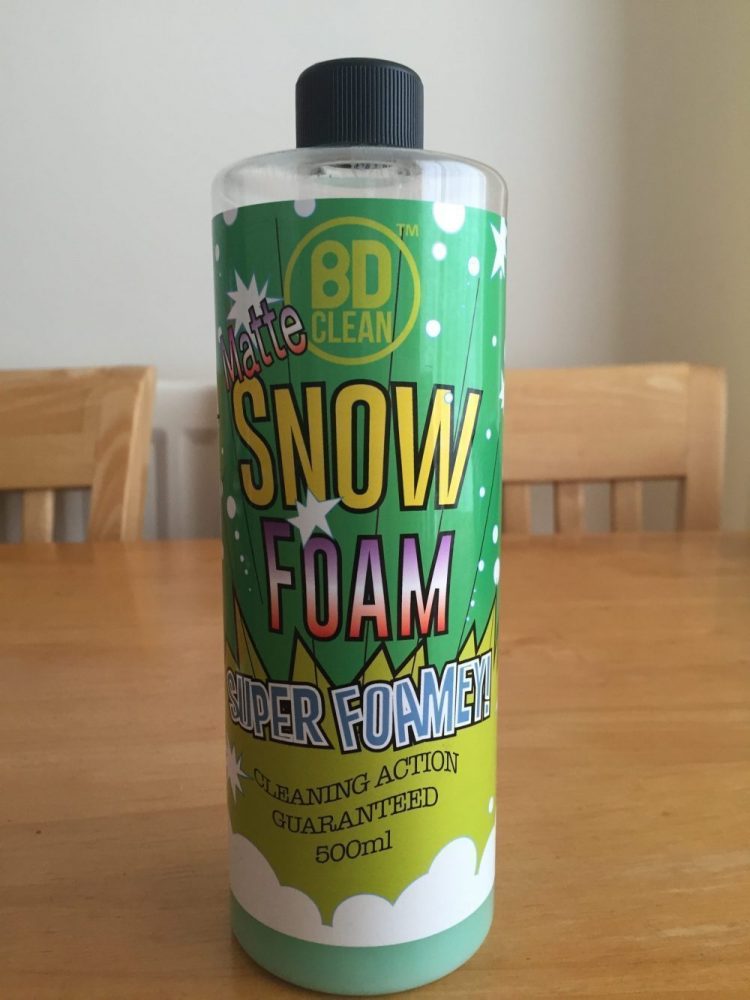 BD
™
CLEAN
Matte
SNOW
FOAM
SUPER FOAMEY!
CLEANING ACTION
GUARANTEED
500ml